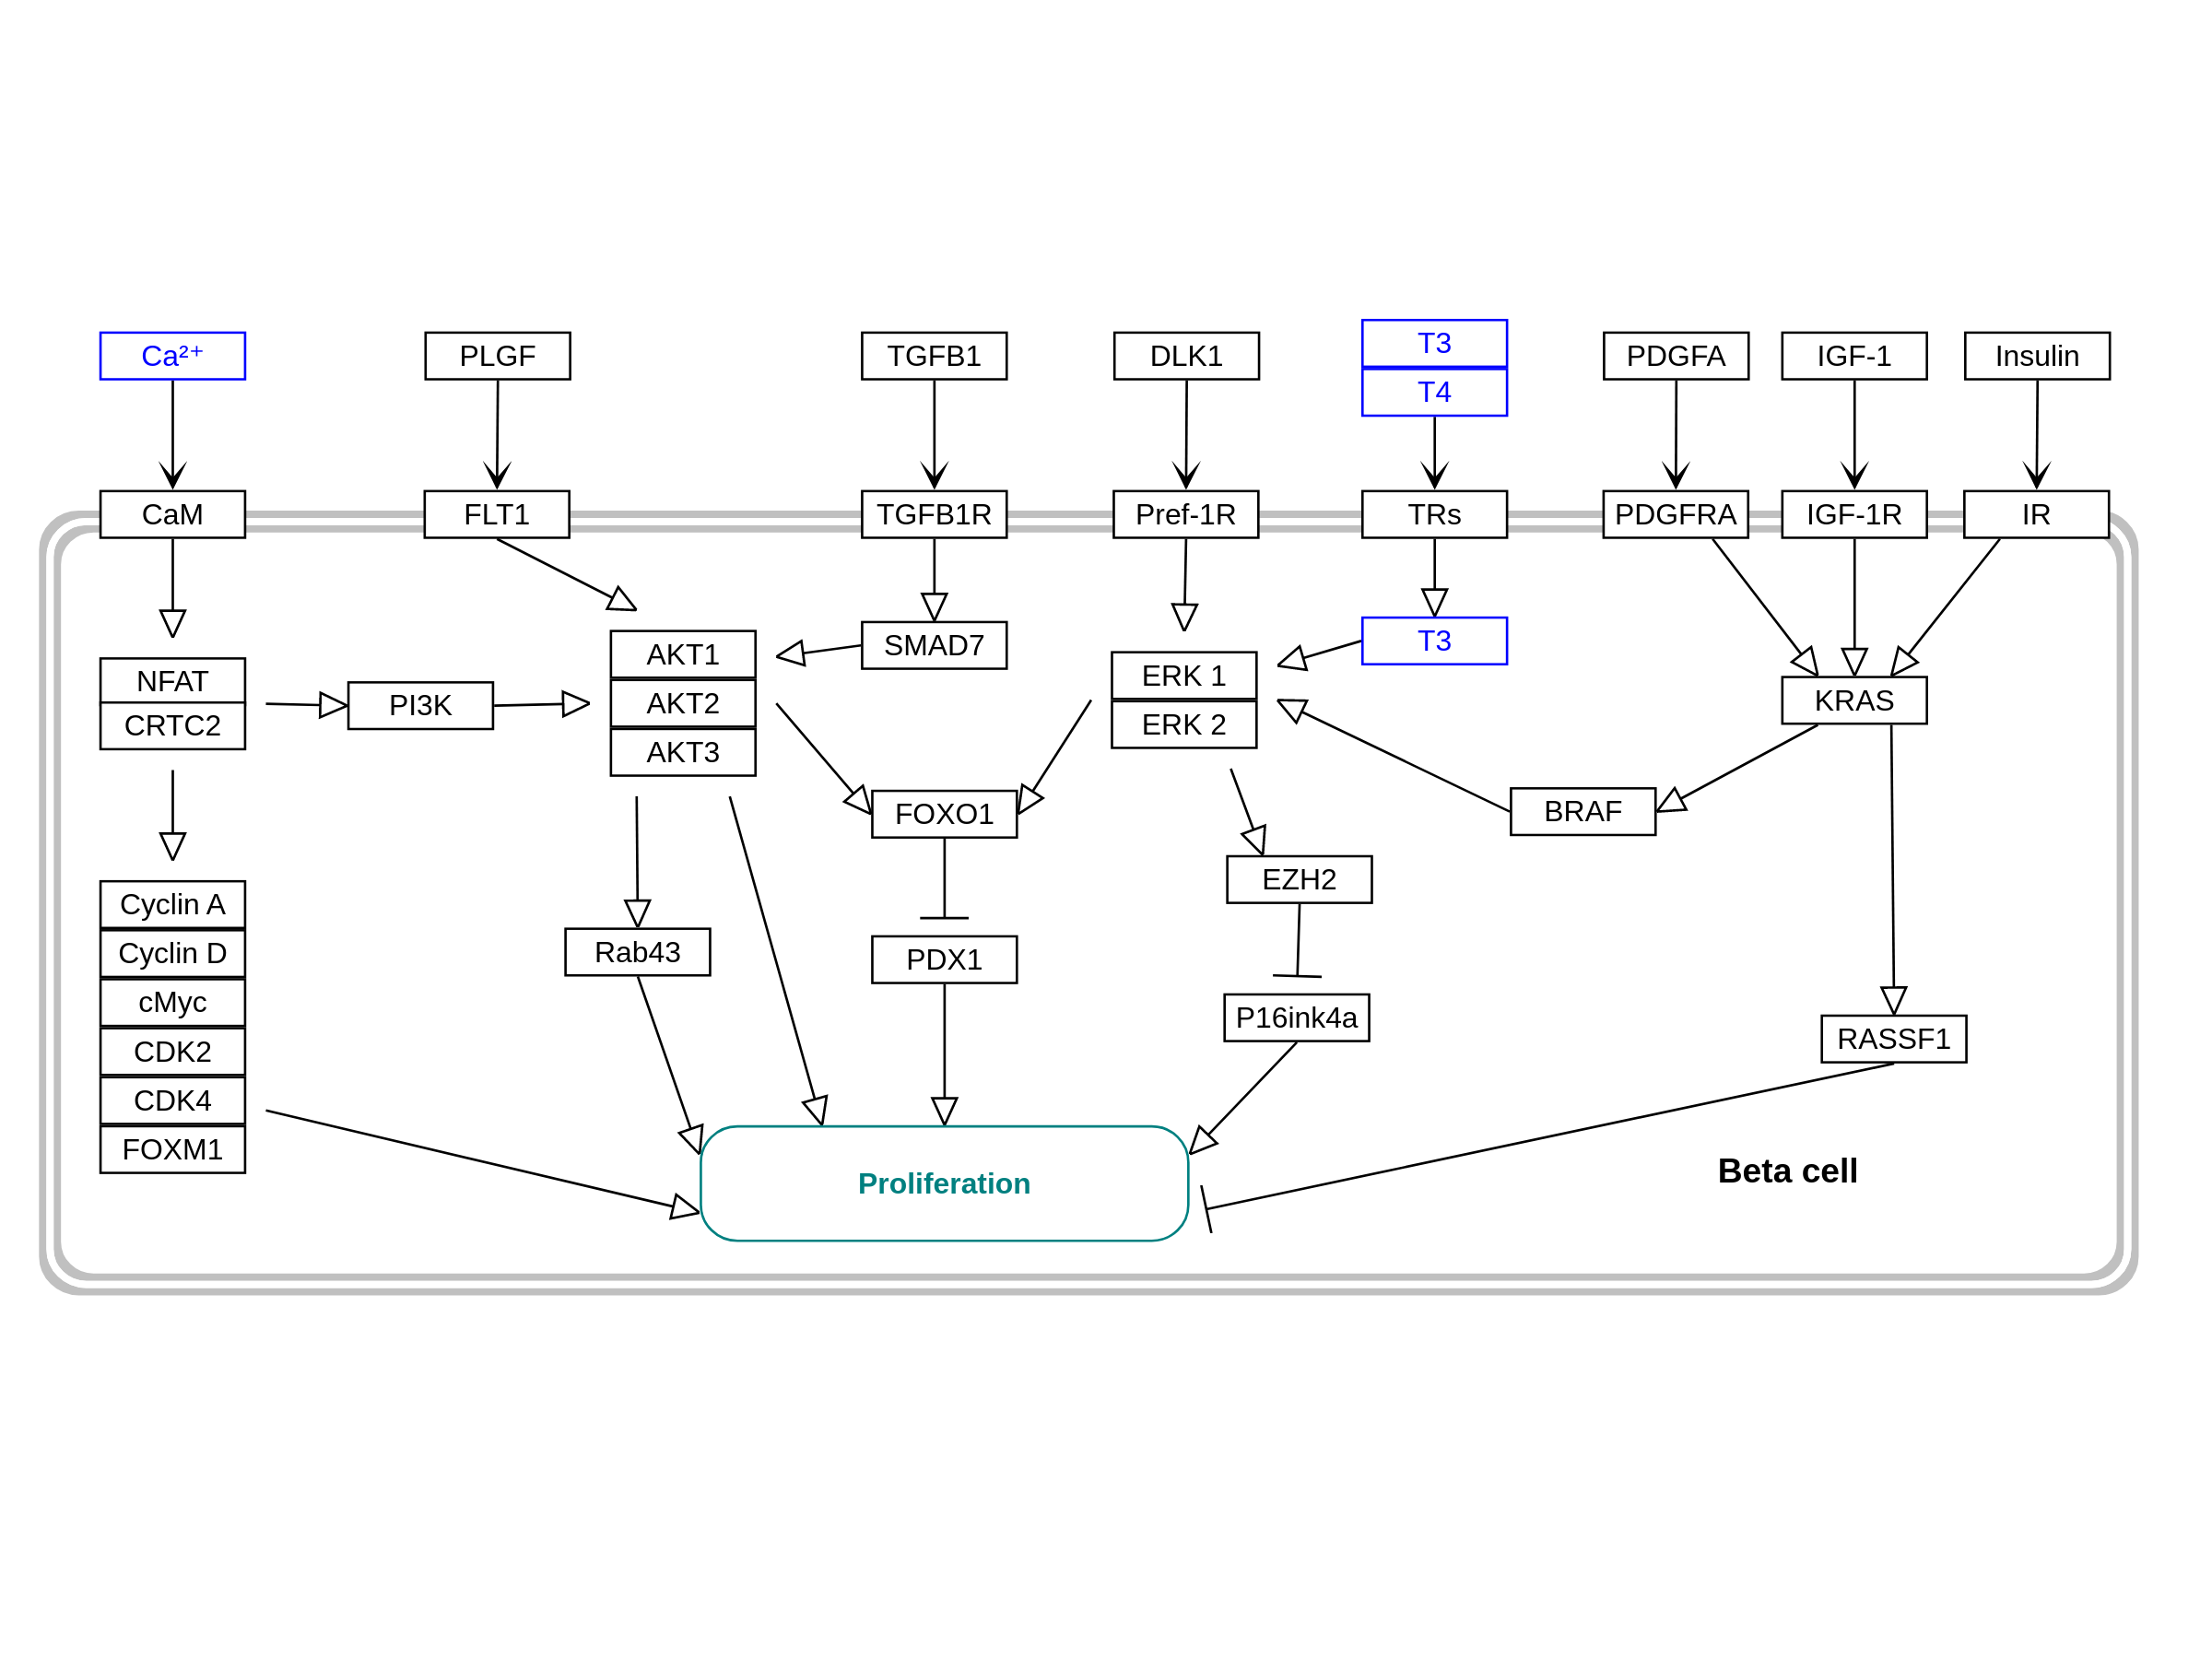 Ca²⁺
PLGF
TGFB1
DLK1
T3
T4
PDGFA
IGF-1
Insulin
CaM
FLT1
TGFB1R
Pref-1R
TRs
PDGFRA
IGF-1R
IR
NFAT
CRTC2
PI3K
AKT1
AKT2
AKT3
SMAD7
ERK 1
ERK 2
T3
KRAS
FOXO1
BRAF
EZH2
Cyclin A
Cyclin D
cMyc
CDK2
CDK4
FOXM1
Rab43
PDX1
P16ink4a
RASSF1
Proliferation
Beta cell